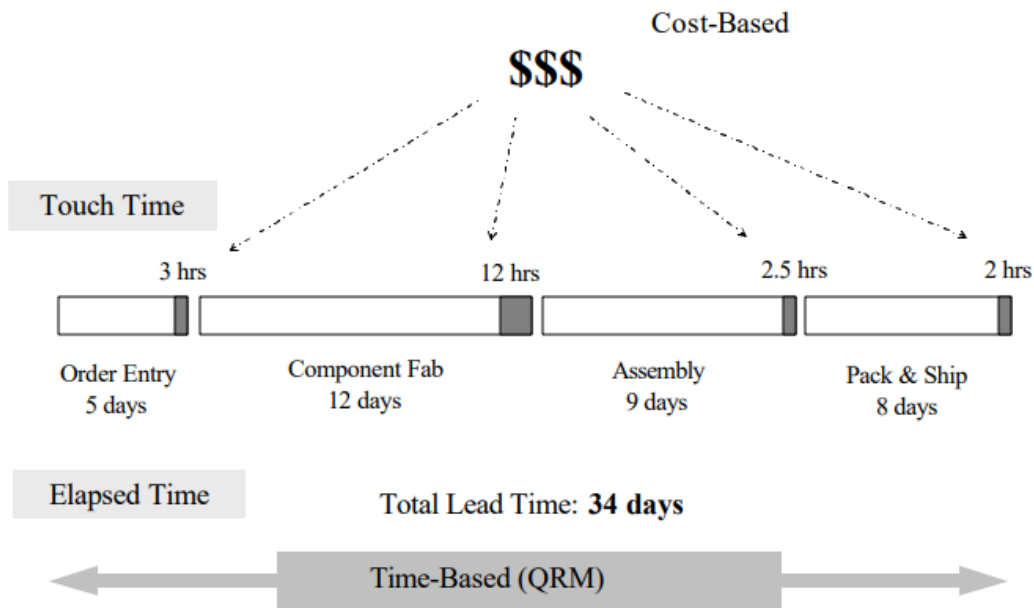 Cost-Based
$$$
Touch Time
3 hrs
12 hrs
2.5 hrs
2 hrs
Order Entry
5 days
Component Fab
12 days
Assembly
9 days
Pack & Ship
8 days
Elapsed Time
Total Lead Time: 34 days
Time-Based (QRM)